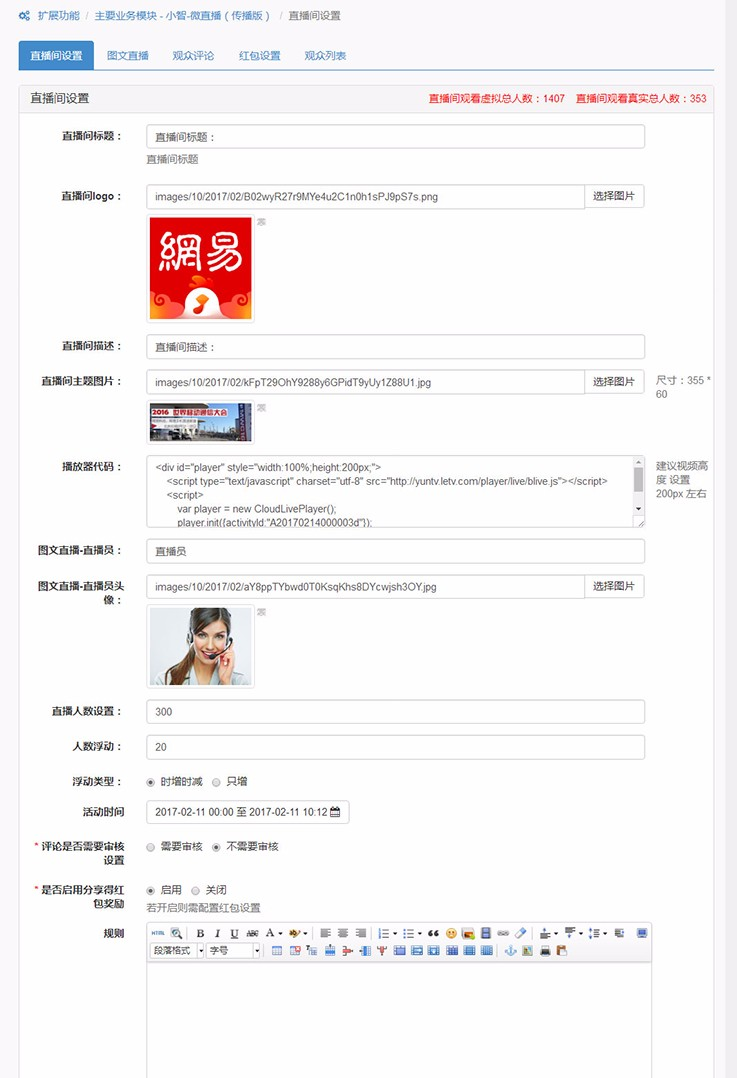 扩展功能 / 主要业务模块 - 小智-微直播（传播版） / 直播间设置
直播间设置 图文直播 观众评论 红包设置 观众列表
直播间设置 直播间观看虚拟总人数：1407 直播间观看真实总人数：353
直播间标题： 直播间标题：
直播间标题
直播间logo： images/10/2017/02/B02wyR27r9MYe4u2C1n0h1sPJ9pS7s.png 选择图片
網易
直播间描述： 直播间描述：
直播间主题图片： images/10/2017/02/kFpT29OhY9288y6GPidT9yUy1Z88U1.jpg 选择图片 尺寸：355 *
60
2016 世界移动通信大会
播放器代码： <div id="player" style="width:100%;height:200px;"> 建议视频高
<script type="text/javascript" charset="utf-8" src="http://yuntv.letv.com/player/live/blive.js"></script> 度 设置
<script> 200px 左右
var player = new CloudLivePlayer();
player.init({activityId:"A20170214000003d"});
图文直播-直播员： 直播员
图文直播-直播员头 images/10/2017/02/aY8ppTYbwd0T0KsqKhs8DYcwjsh3OY.jpg 选择图片
像：
直播人数设置： 300
人数浮动： 20
浮动类型： 时增时减 只增
活动时间 2017-02-11 00:00 至 2017-02-11 10:12
* 评论是否需要审核 需要审核 不需要审核
设置
* 是否启用分享得红 启用 关闭
包奖励 若开启则需配置红包设置
规则 HTML B I U ABC A
段落格式 字号